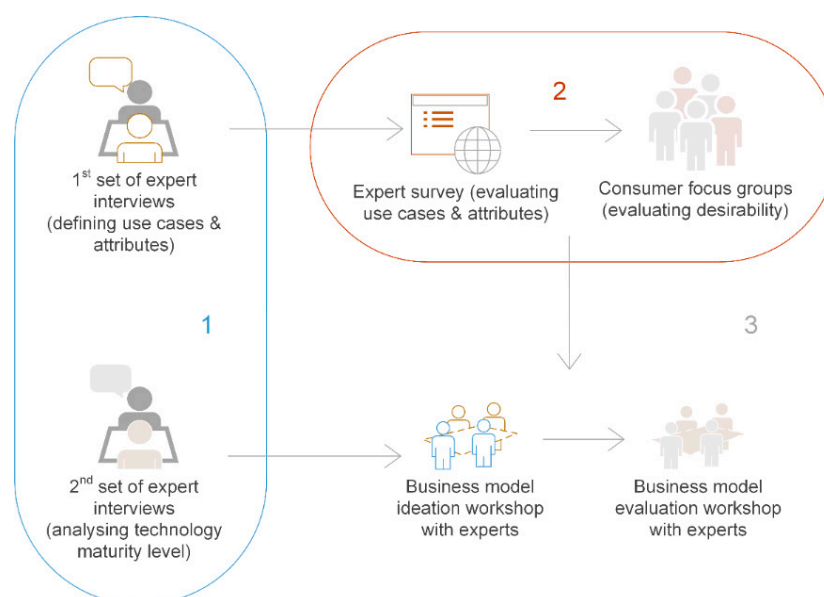 1st set of expert
interviews
(defining use cases &
attributes)
2
Expert survey (evaluating
use cases & attributes)
Consumer focus groups
(evaluating desirability)
1
3
2nd set of expert
interviews
(analysing technology
maturity level)
Business model
ideation workshop
with experts
Business model
evaluation workshop
with experts